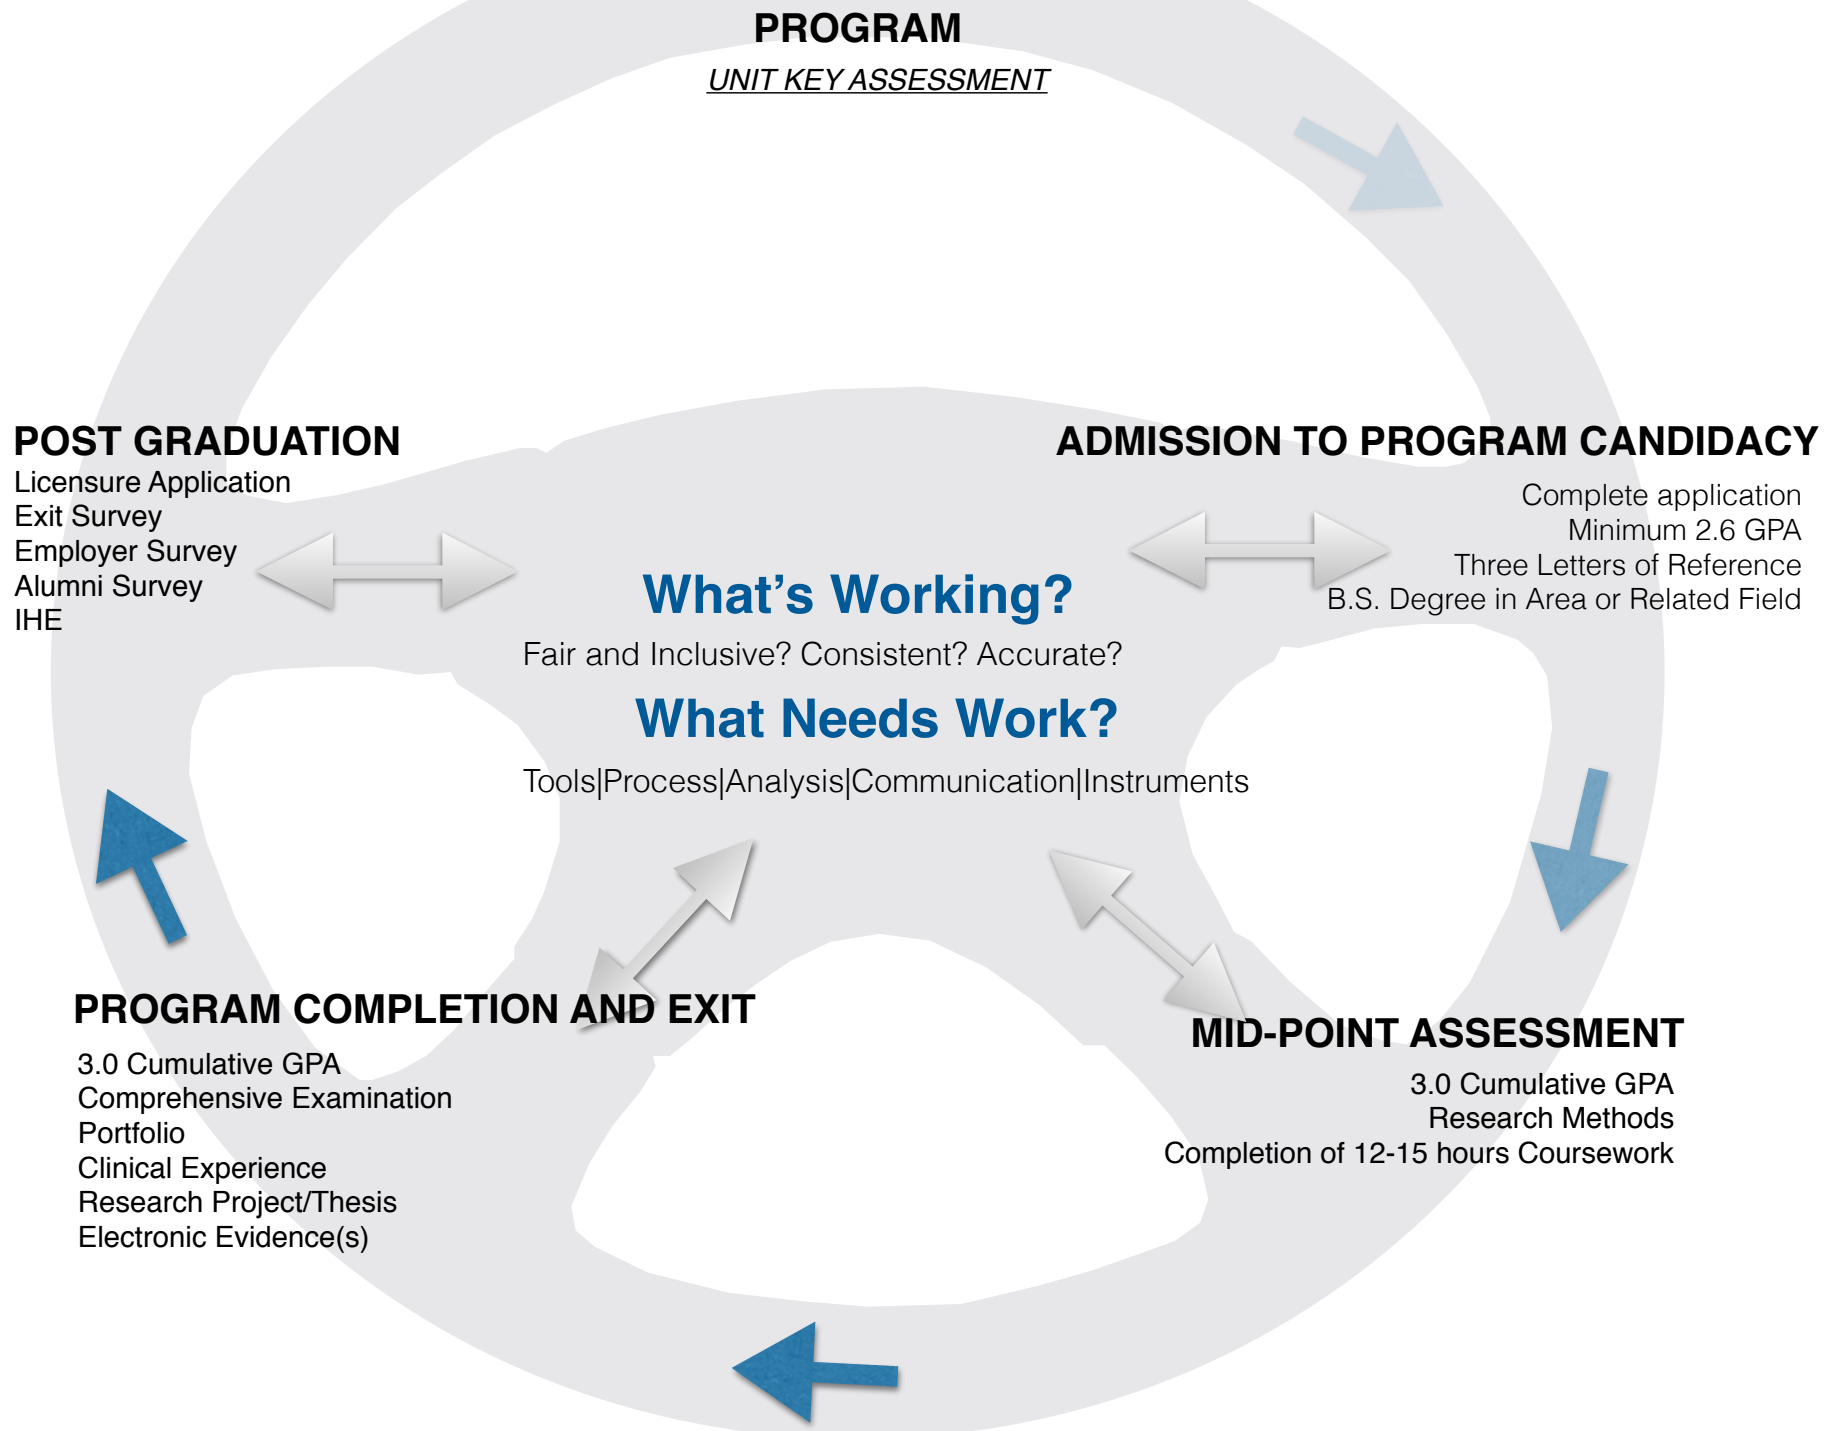 PROGRAM
UNIT KEY ASSESSMENT
POST GRADUATION
Licensure Application
Exit Survey
Employer Survey
Alumni Survey
IHE
ADMISSION TO PROGRAM CANDIDACY
Complete application
Minimum 2.6 GPA
Three Letters of Reference
B.S. Degree in Area or Related Field
What's Working?
Fair and Inclusive? Consistent? Accurate?
What Needs Work?
Tools|Process|Analysis|Communication|Instruments
PROGRAM COMPLETION AND EXIT
3.0 Cumulative GPA
Comprehensive Examination
Portfolio
Clinical Experience
Research Project/Thesis
Electronic Evidence(s)
MID-POINT ASSESSMENT
3.0 Cumulative GPA
Research Methods
Completion of 12-15 hours Coursework